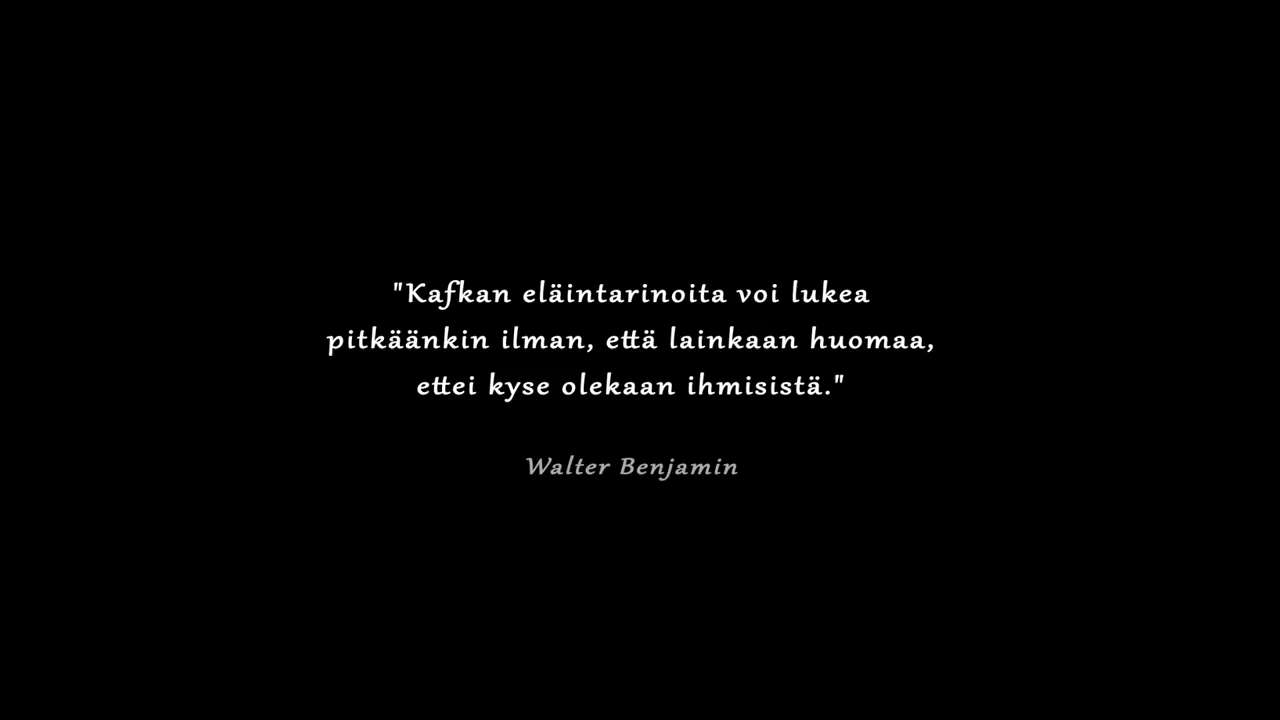 "Kafkan eläintarinoita voi lukea
pitkäänkin ilman, että lainkaan huomaa,
ettei kyse olekaan ihmisistä."
Walter Benjamin